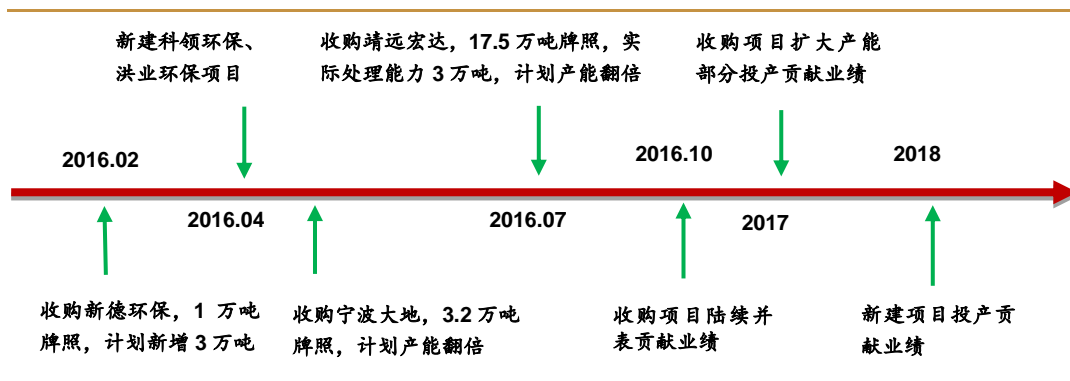 新建科领环保、
洪业环保项目
收购靖远宏达，17.5 万吨牌照，实
际处理能力 3 万吨，计划产能翻倍
收购项目扩大产能
部分投产贡献业绩
2016.02
2016.10
2018
2016.04
2016.07
2017
收购新德环保，1 万吨
牌照，计划新增 3 万吨
收购宁波大地，3.2 万吨
牌照，计划产能翻倍
收购项目陆续并
表贡献业绩
新建项目投产贡
献业绩